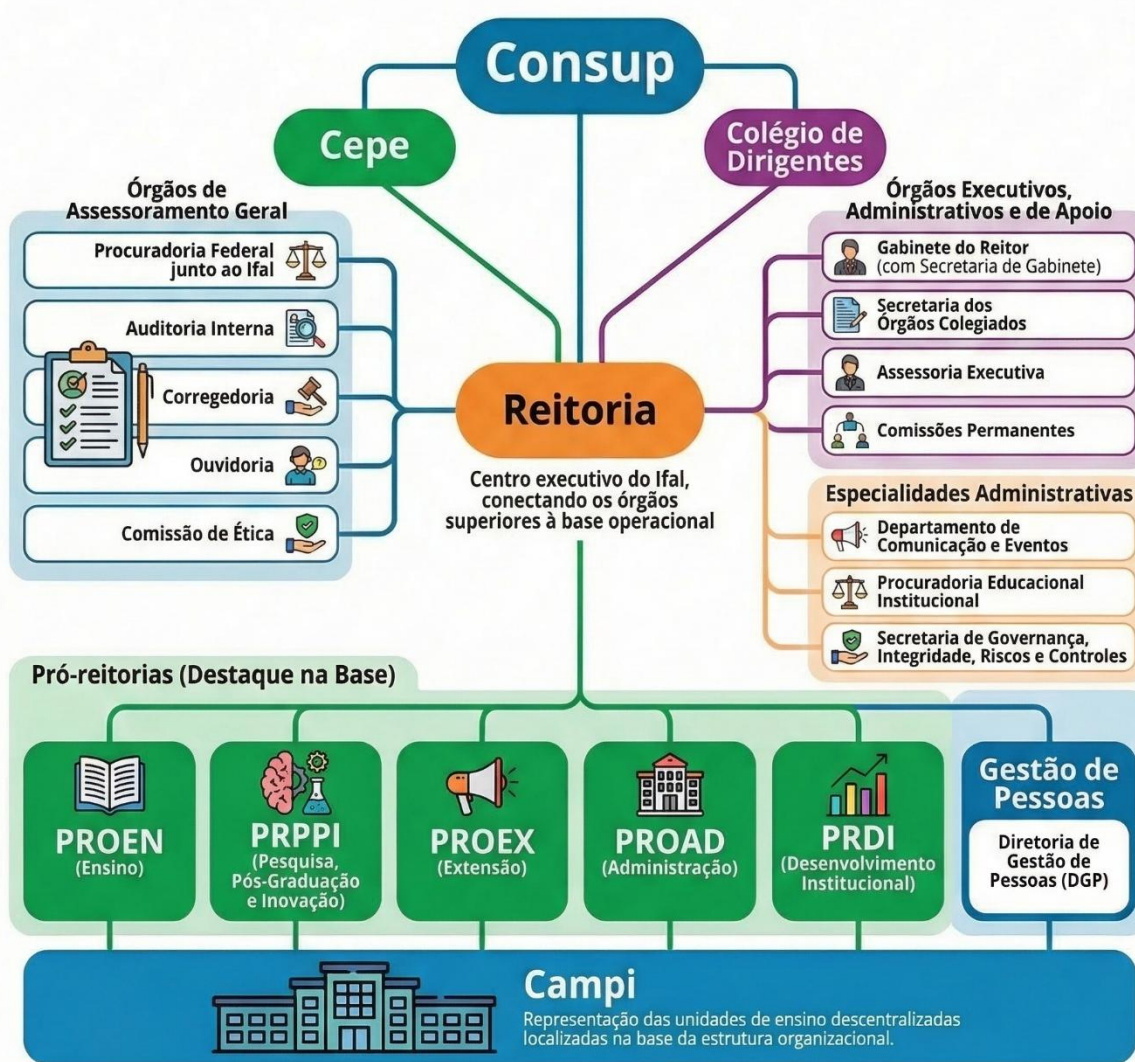 Consup
Cepe
Colégio de
Dirigentes
Órgãos de
Assessoramento Geral
Procuradoria Federal
junto ao Ifal
Auditoria Interna
Corregedoria
Ouvidoria
Comissão de Ética
Reitoria
Centro executivo do Ifal,
conectando os órgãos
superiores à base operacional
Órgãos Executivos,
Administrativos e de Apoio
Gabinete do Reitor
(com Secretaria de Gabinete)
Secretaria dos
Órgãos Colegiados
Assessoria Executiva
Comissões Permanentes
Especialidades Administrativas
Departamento de
Comunicação e Eventos
Procuradoria Educacional
Institucional
Secretaria de Governança,
Integridade, Riscos e Controles
Pró-reitorias (Destaque na Base)
PROEN
(Ensino)
PRPPI
(Pesquisa,
Pós-Graduação
e Inovação)
PROEX
(Extensão)
PROAD
(Administração)
PRDI
(Desenvolvimento
Institucional)
Gestão de
Pessoas
Diretoria de
Gestão de
Pessoas (DGP)
Campi
Representação das unidades de ensino descentralizadas
localizadas na base da estrutura organizacional.